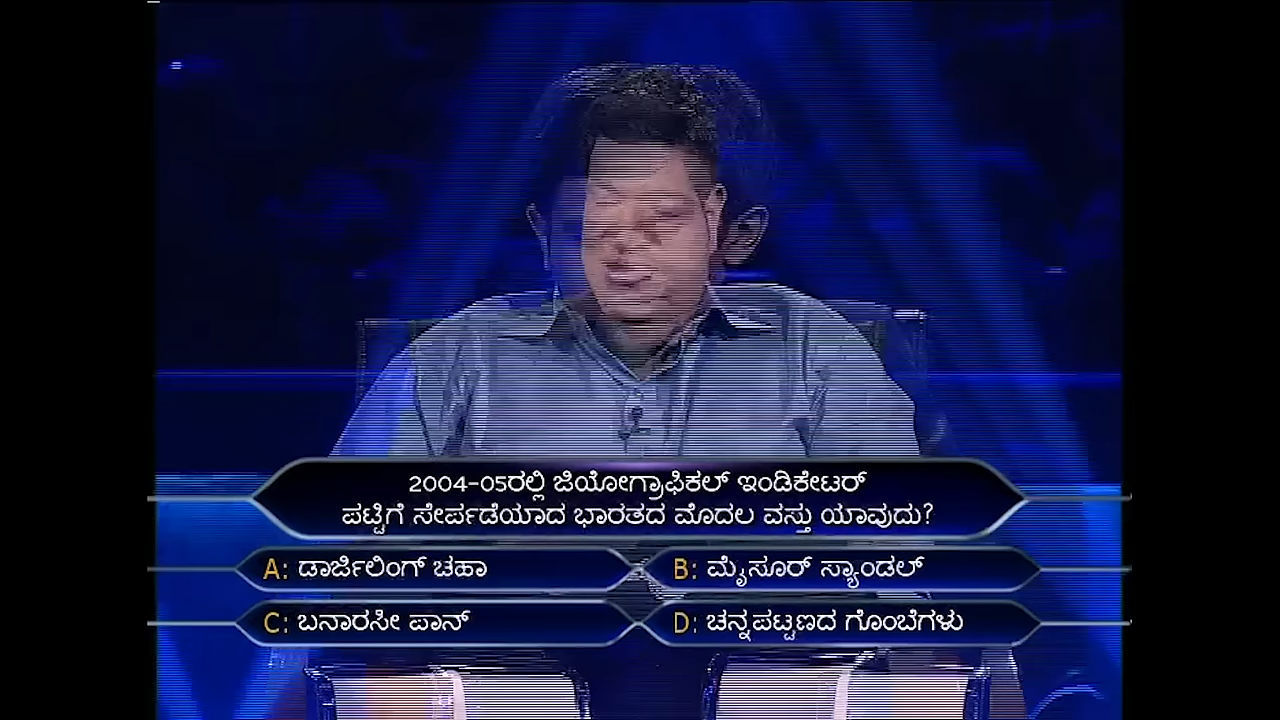 2004-05ರಲ್ಲಿ ಜಿಯೋಗ್ರಾಫಿಕಲ್ ಇಂಡಿಕೇಟರ್
ಪಟ್ಟಿಗೆ ಸೇರ್ಪಡೆಯಾದ ಭಾರತದ ಮೊದಲ ವಸ್ತು ಯಾವುದು?
A: ಡಾರ್ಜಿಲಿಂಗ್ ಚಹಾ
B: ಮೈಸೂರ್ ಸ್ಯಾಂಡಲ್
C: ಬನಾರಸೀ ಪಾನ್
D: ಚನ್ನಪಟ್ಟಣದ ಗೊಂಬೆಗಳು